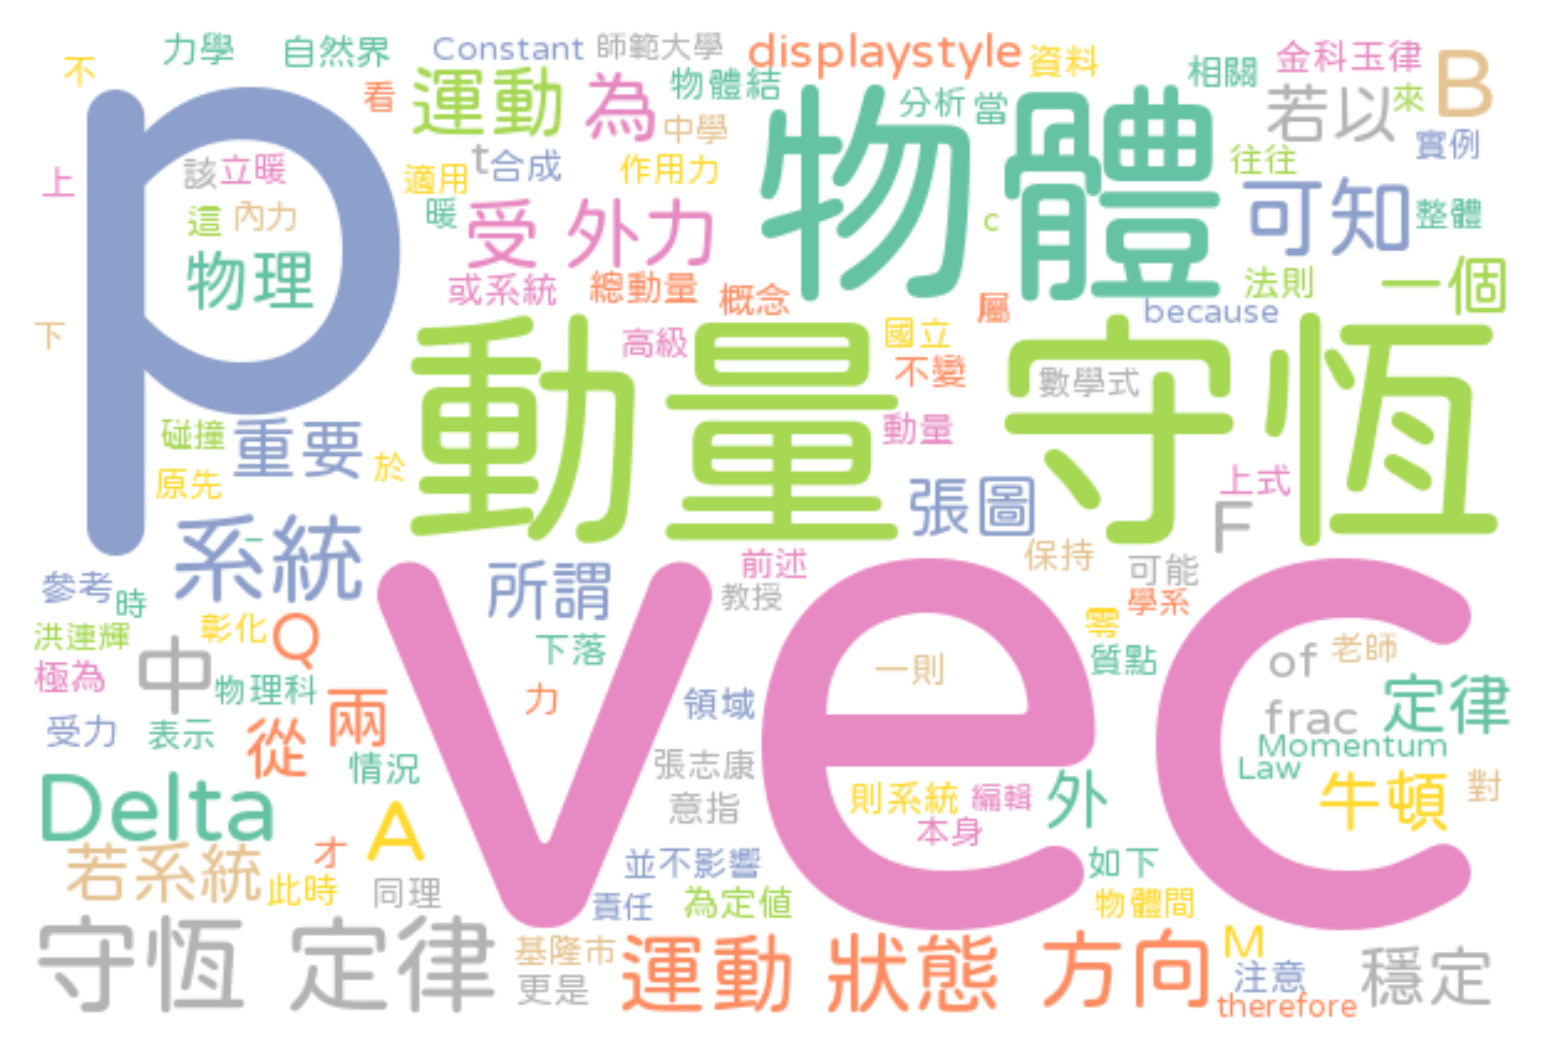 不 力學 自然界 Constant 師範大學 displaystyle 資料 相關 金科玉律 B
看 運動 為 物體結 中學 物體 分析 當 若以 來 實例
上 p 該 立暖 適用 t 合成 作用力 往往
這 內力 暖 受 外力 c 可知 整體
物理 或系統 總動量 概念 屬 because 法則 一個
下 動量 守恆 高級 國立 不變 數學式
碰撞 重要 於 動量
原先 張圖 上式 F
系統 所謂 前述 保持 可能
參考 時 vec 教授 零 學系
洪連輝 彰化 Q 下落 一則 質點 of 老師
極為 中 物理科 兩 力 領域 frac 定律
受力 表示 從 情況 張志康 Momentum
Delta A 意指 則系統 編輯 外 Law 牛頓 對
本身
若系統 才 此時 同理 並不影響 如下
責任 為定值 物體間
守恆 定律 基隆市 運動 狀態 方向 M 穩定
更是 注意
therefore